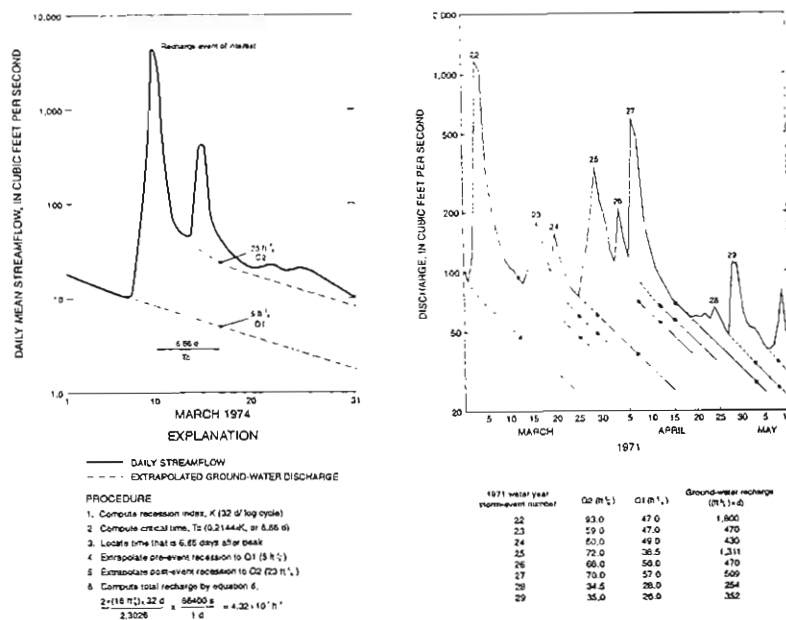 10,000
1,000
100
10
1.0
DAILY MEAN STREAMFLOW, IN CUBIC FEET PER SECOND
Recharge event of interest
Q2
5 ft³/s
Q1
6.86 d
Tc
1 10 20 31
MARCH 1974
EXPLANATION
DAILY STREAMFLOW
EXTRAPOLATED GROUND-WATER DISCHARGE
PROCEDURE
1. Compute recession index, K (32 d/ log cycle)
2 Compute critical time, Tc (0.2144×K, or 6.86 d)
3. Locate time that is days after peak
4 Extrapolate pre-event recession to Q1 (5 ft³/s)
5 Extrapolate post-event recession to Q2 (23 ft³/s)
6 Compute total recharge by equation 6,
2×(18 ft³/s)×32 d × 86400 s
2.3026 1 d
2 000
1,000
500
200
100
50
20
DISCHARGE, IN CUBIC FEET PER SECOND
22
23
24
25
26
27
28
29
5 10 15 20 25 30 5 10 15 20 25 30 5
MARCH APRIL MAY
1971
1971 water year storm-event number Q2 (ft³/s) Q1 (ft³/s) Ground-water recharge ((ft³/s)×d)
22 93.0 47.0 1,800
23 59.0 47.0 470
24 60.0 49.0 430
25 72.0 38.5 1,311
26 68.0 56.0 470
27 70.0 57.0 509
28 34.5 28.0 254
29 35.0 26.0 352